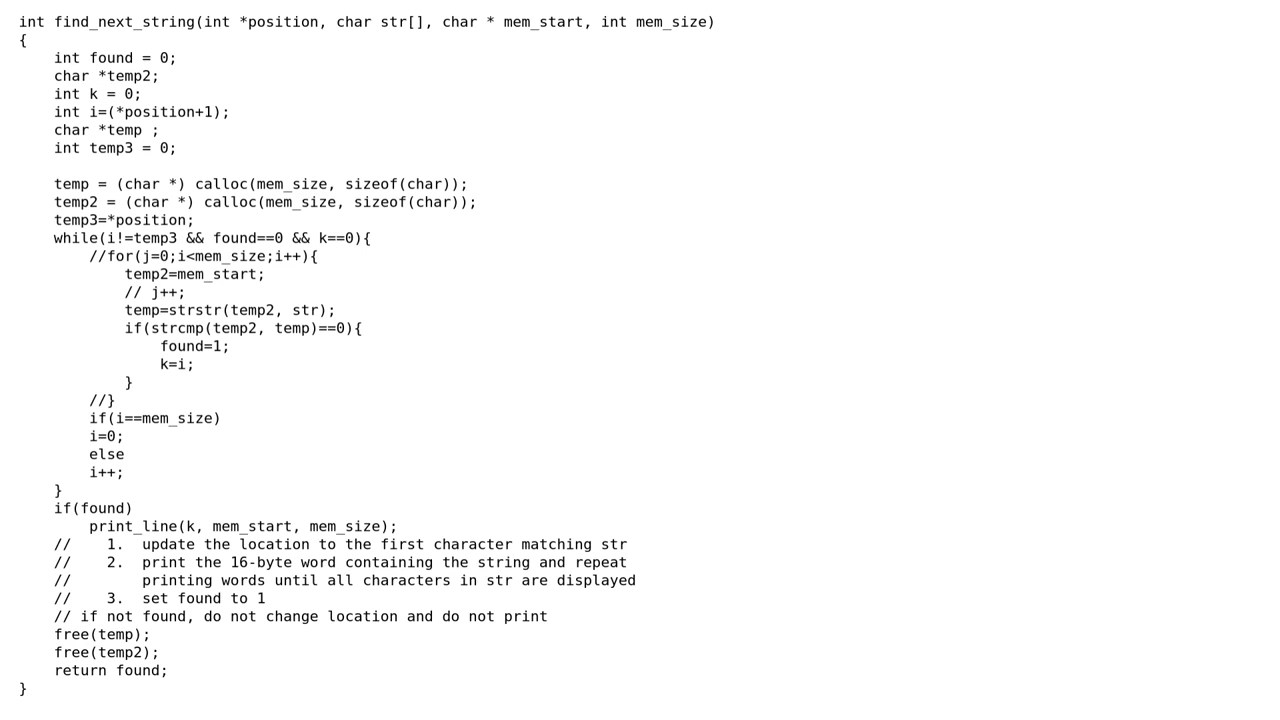 int find_next_string(int *position, char str[], char * mem_start, int mem_size)
{
    int found = 0;
    char *temp2;
    int k = 0;
    int i=(*position+1);
    char *temp ;
    int temp3 = 0;

    temp = (char *) calloc(mem_size, sizeof(char));
    temp2 = (char *) calloc(mem_size, sizeof(char));
    temp3=*position;
    while(i!=temp3 && found==0 && k==0){
        //for(j=0;i<mem_size;i++){
            temp2=mem_start;
            // j++;
            temp=strstr(temp2, str);
            if(strcmp(temp2, temp)==0){
                found=1;
                k=i;
            }
        //}
        if(i==mem_size)
        i=0;
        else
        i++;
    }
    if(found)
        print_line(k, mem_start, mem_size);
    //    1.  update the location to the first character matching str
    //    2.  print the 16-byte word containing the string and repeat
    //        printing words until all characters in str are displayed
    //    3.  set found to 1
    // if not found, do not change location and do not print
    free(temp);
    free(temp2);
    return found;
}